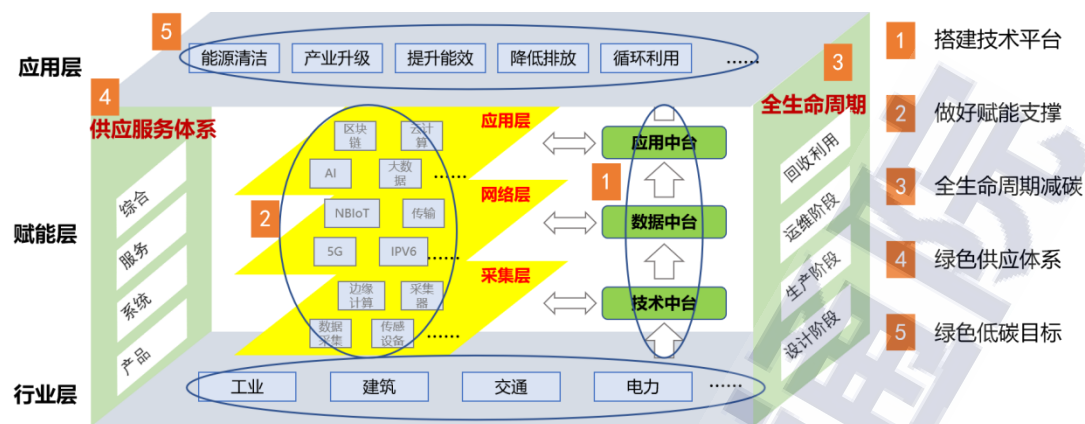 应用层
5
能源清洁
产业升级
提升能效
降低排放
循环利用
......
4
供应服务体系
综合
服务
系统
产品
赋能层
应用层
区块
链
云计
算
AI
大数
据
......
网络层
2
NBIoT
传输
5G
IPV6
......
采集层
边缘
计算
采集
器
数据
采集
传感
设备
......
1
应用中台
数据中台
技术中台
3
全生命周期
回收利用
运维阶段
生产阶段
设计阶段
行业层
工业
建筑
交通
电力
......
1 搭建技术平台
2 做好赋能支撑
3 全生命周期减碳
4 绿色供应体系
5 绿色低碳目标